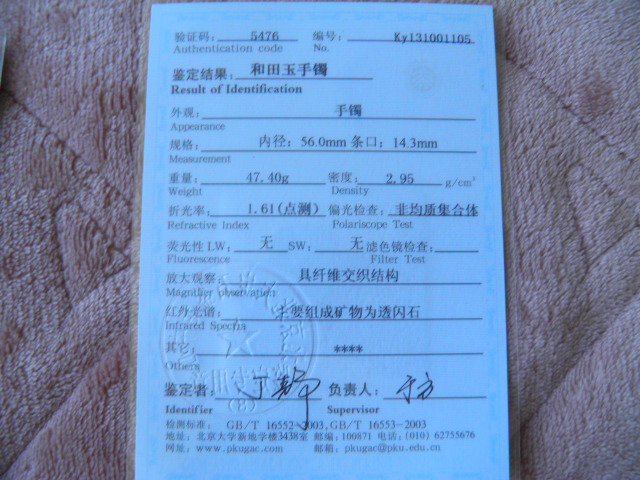 验证码: 5476 编号: Ky131001105
Authentication code No.
鉴定结果: 和田玉手镯
Result of Identification
外观: 手镯
Appearance
规格: 内径: 56.0mm 条口: 14.3mm
Measurement
重量: 47.40g 密度: 2.95 g/cm³
Weight Density
折光率: 1.61(点测) 偏光检查: 非均质集合体
Refractive Index Polariscope Test
荧光性 LW: 无 SW: 无 滤色镜检查:
Fluorescence Filter Test
放大观察: 具纤维交织结构
Magnifier observation
红外光谱: 主要组成矿物为透闪石
Infrared Spectra
其它: ****
Others
鉴定者: 负责人:
Identifier Supervisor
检测标准: GB/T 16552-2003,GB/T 16553-2003
地址: 北京大学新地学楼3438室 邮编: 100871 电话: (010) 62755676
网址: www.pkugac.com 邮箱: pkugac@pku.edu.cn